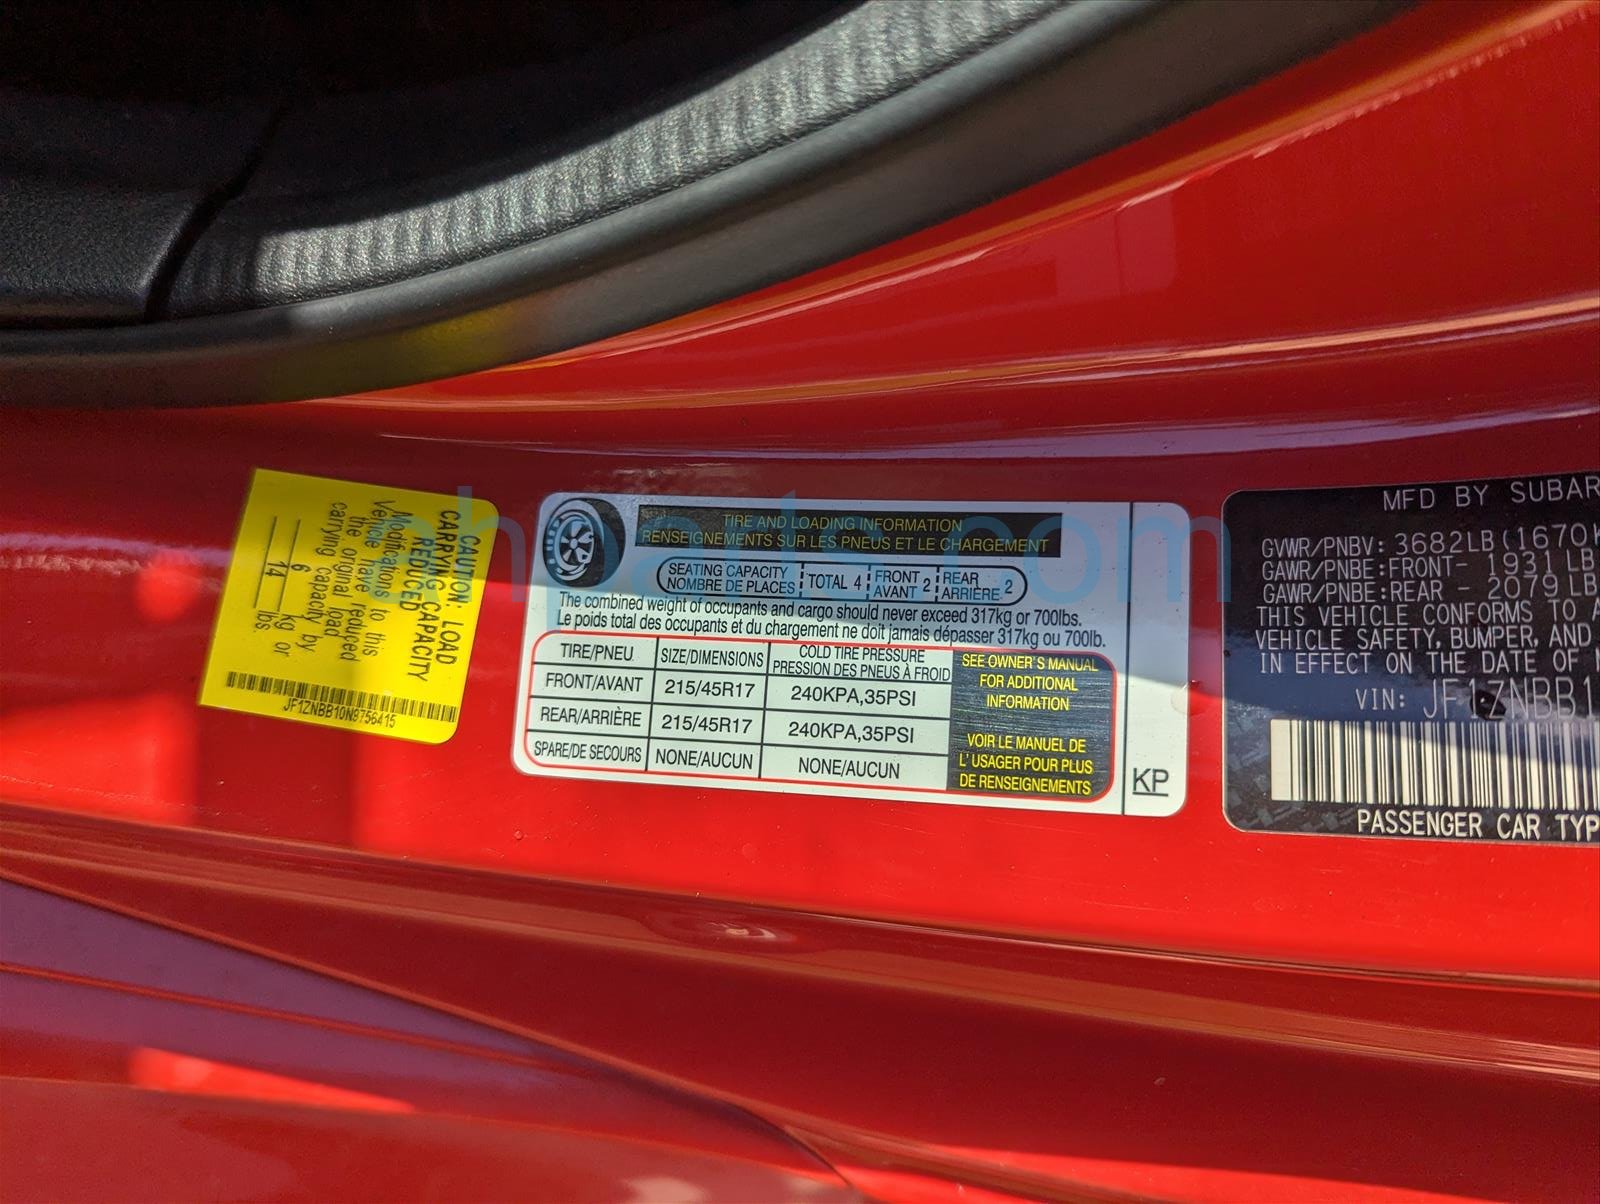 CAUTION: LOAD
CARRYING CAPACITY
REDUCED
Modifications to this
Vehicle have reduced
the original load
carrying capacity by
6 kg or
14 lbs.
JF1ZNBB10N9756415
TIRE AND LOADING INFORMATION
RENSEIGNEMENTS SUR LES PNEUS ET LE CHARGEMENT
SEATING CAPACITY
NOMBRE DE PLACES
TOTAL 4
FRONT
AVANT 2
REAR
ARRIÈRE 2
The combined weight of occupants and cargo should never exceed 317kg or 700lbs.
Le poids total des occupants et du chargement ne doit jamais dépasser 317kg ou 700lb.
TIRE/PNEU SIZE/DIMENSIONS COLD TIRE PRESSURE
PRESSION DES PNEUS À FROID
FRONT/AVANT 215/45R17 240KPA,35PSI
REAR/ARRIÈRE 215/45R17 240KPA,35PSI
SPARE/DE SECOURS NONE/AUCUN NONE/AUCUN
SEE OWNER'S MANUAL
FOR ADDITIONAL
INFORMATION
VOIR LE MANUEL DE
L'USAGER POUR PLUS
DE RENSEIGNEMENTS
KP
MFD BY SUBAR
GVWR/PNBV: 3682LB(1670K
GAWR/PNBE:FRONT- 1931LB
GAWR/PNBE:REAR - 2079LB
THIS VEHICLE CONFORMS TO A
VEHICLE SAFETY, BUMPER, AND
IN EFFECT ON THE DATE OF
VIN: JF1ZNBB1
PASSENGER CAR TYP